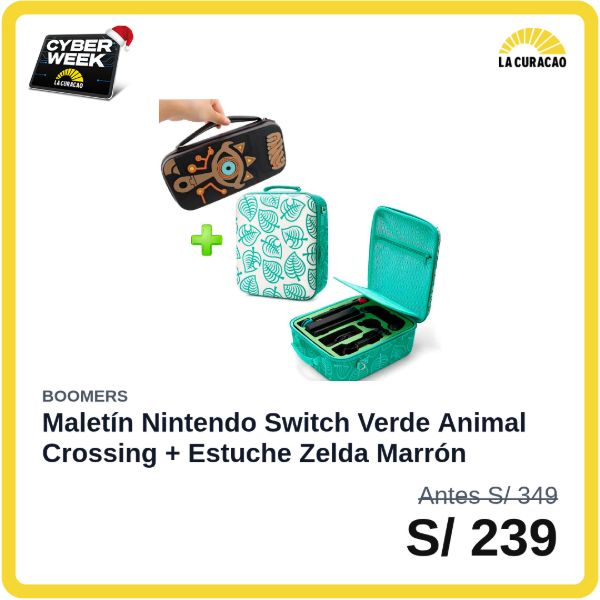 CYBER
WEEK
LA CURACAO
LA CURACAO
BOOMERS
Maletín Nintendo Switch Verde Animal
Crossing + Estuche Zelda Marrón
Antes S/ 349
S/ 239